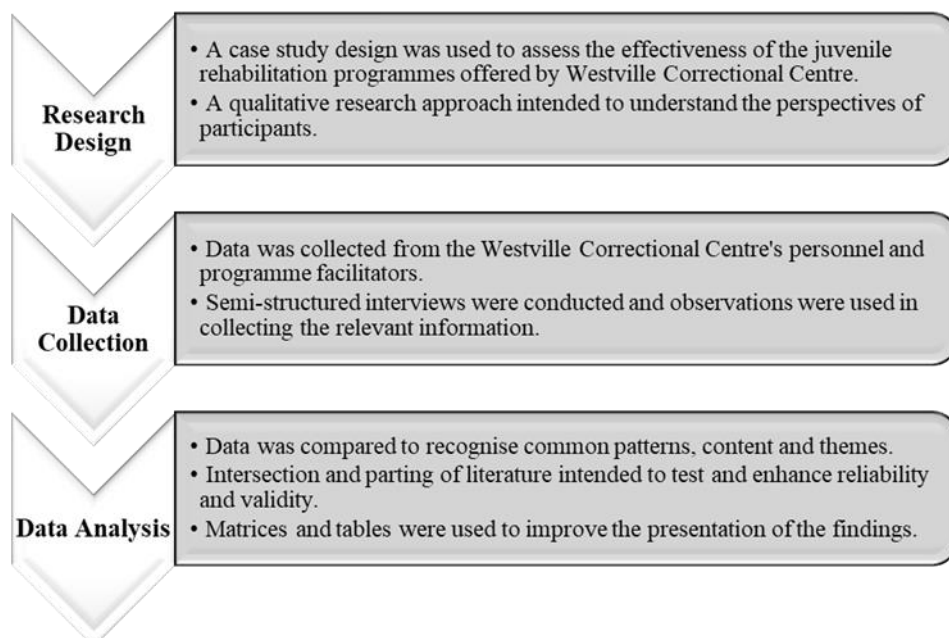 Research
Design
• A case study design was used to assess the effectiveness of the juvenile
rehabilitation programmes offered by Westville Correctional Centre.
• A qualitative research approach intended to understand the perspectives of
participants.
Data
Collection
• Data was collected from the Westville Correctional Centre's personnel and
programme facilitators.
• Semi-structured interviews were conducted and observations were used in
collecting the relevant information.
Data Analysis
• Data was compared to recognise common patterns, content and themes.
• Intersection and parting of literature intended to test and enhance reliability
and validity.
• Matrices and tables were used to improve the presentation of the findings.